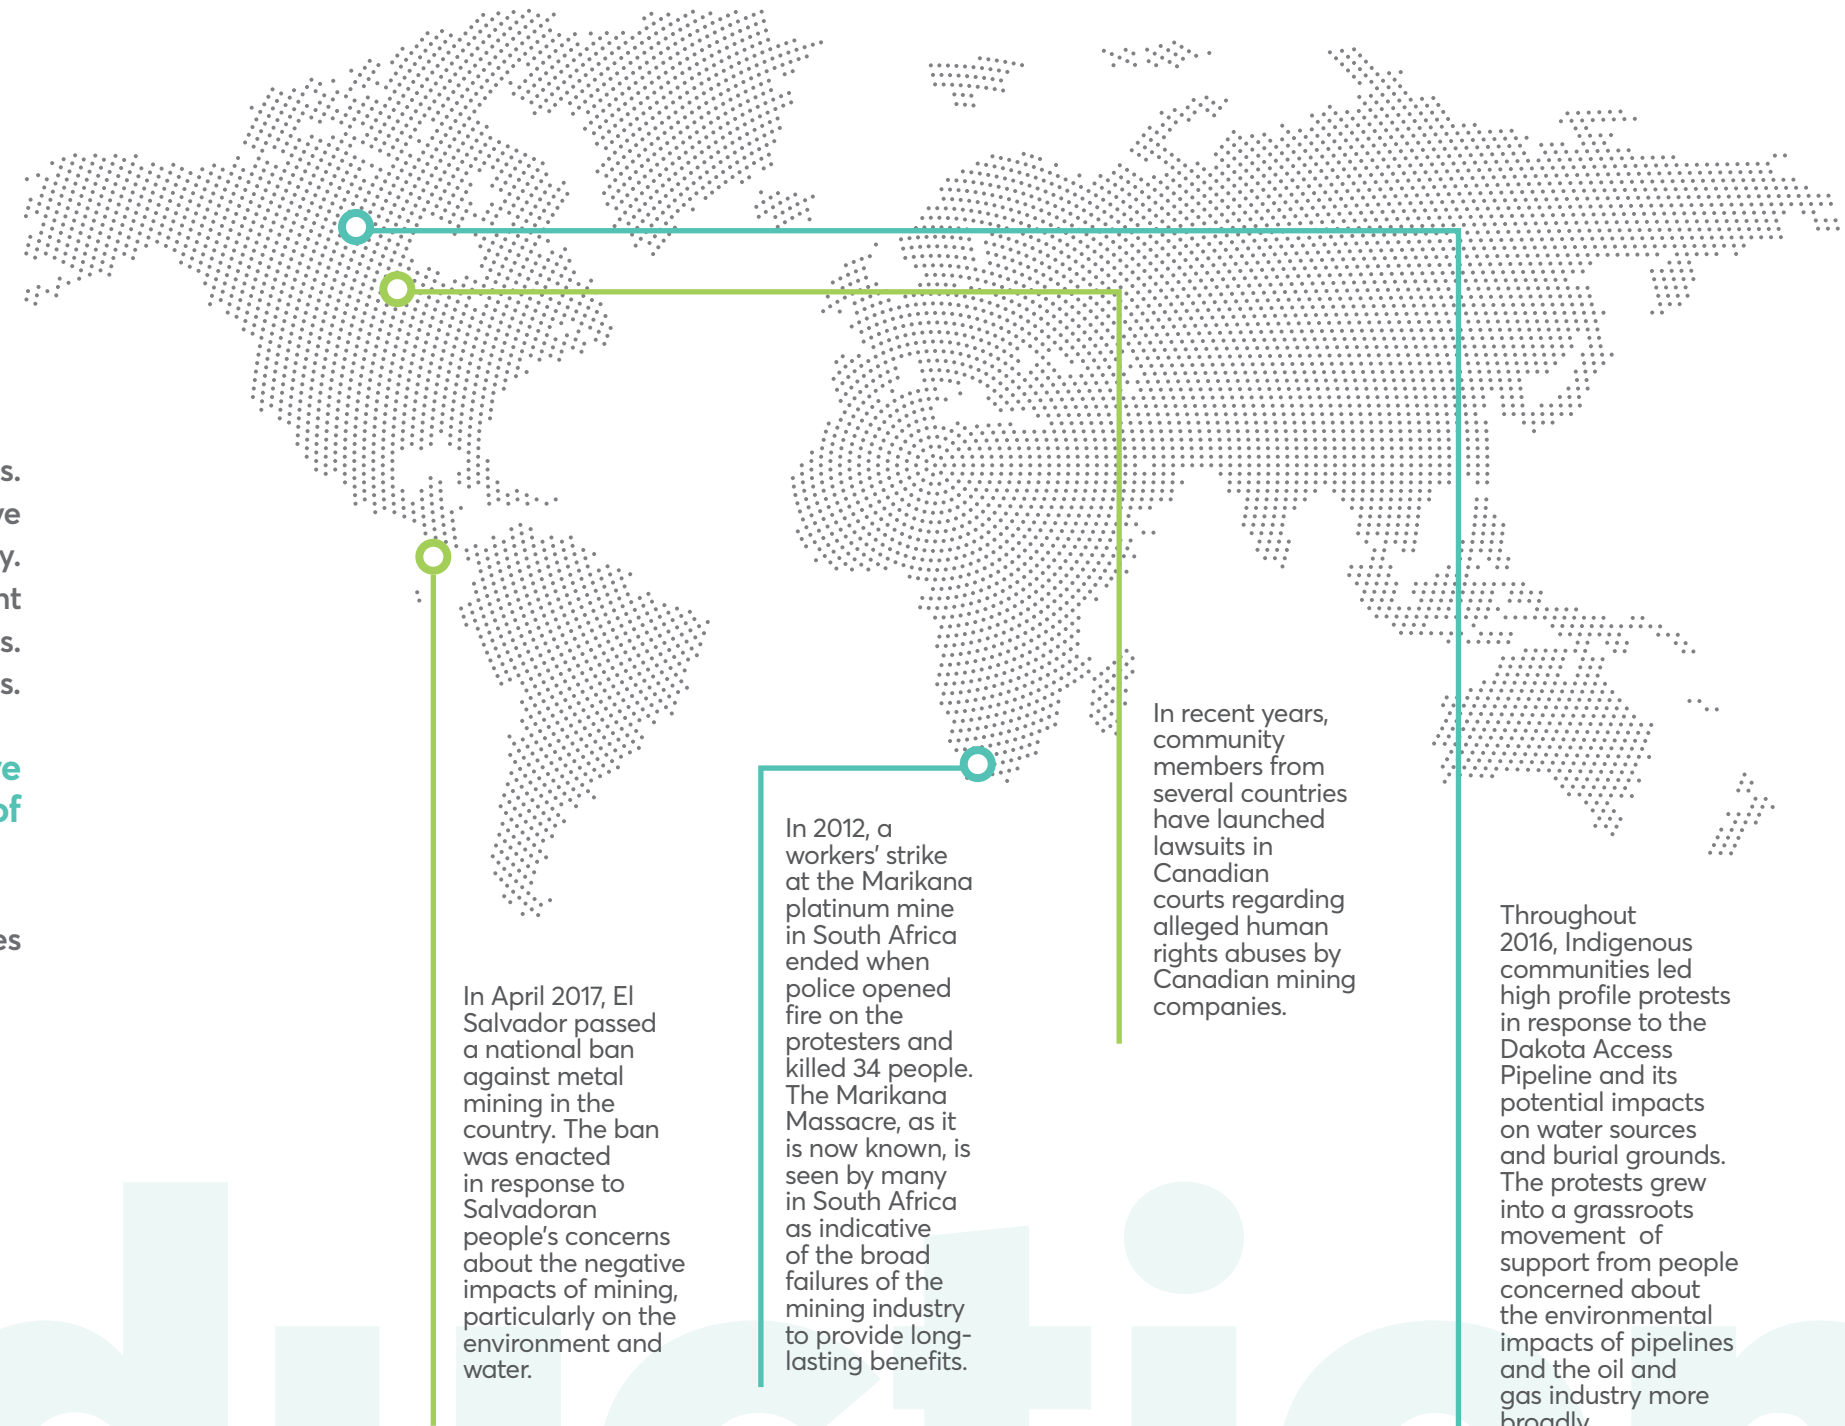 s.
ve
y.
nt
s.
s.
re
of
es
In April 2017, El
Salvador passed
a national ban
against metal
mining in the
country. The ban
was enacted
in response to
Salvadoran
people's concerns
about the negative
impacts of mining,
particularly on the
environment and
water.
In 2012, a
workers' strike
at the Marikana
platinum mine
in South Africa
ended when
police opened
fire on the
protesters and
killed 34 people.
The Marikana
Massacre, as it
is now known, is
seen by many
in South Africa
as indicative
of the broad
failures of the
mining industry
to provide long-
lasting benefits.
In recent years,
community
members from
several countries
have launched
lawsuits in
Canadian
courts regarding
alleged human
rights abuses by
Canadian mining
companies.
Throughout
2016, Indigenous
communities led
high profile protests
in response to the
Dakota Access
Pipeline and its
potential impacts
on water sources
and burial grounds.
The protests grew
into a grassroots
movement of
support from people
concerned about
the environmental
impacts of pipelines
and the oil and
gas industry more
broadly
duction